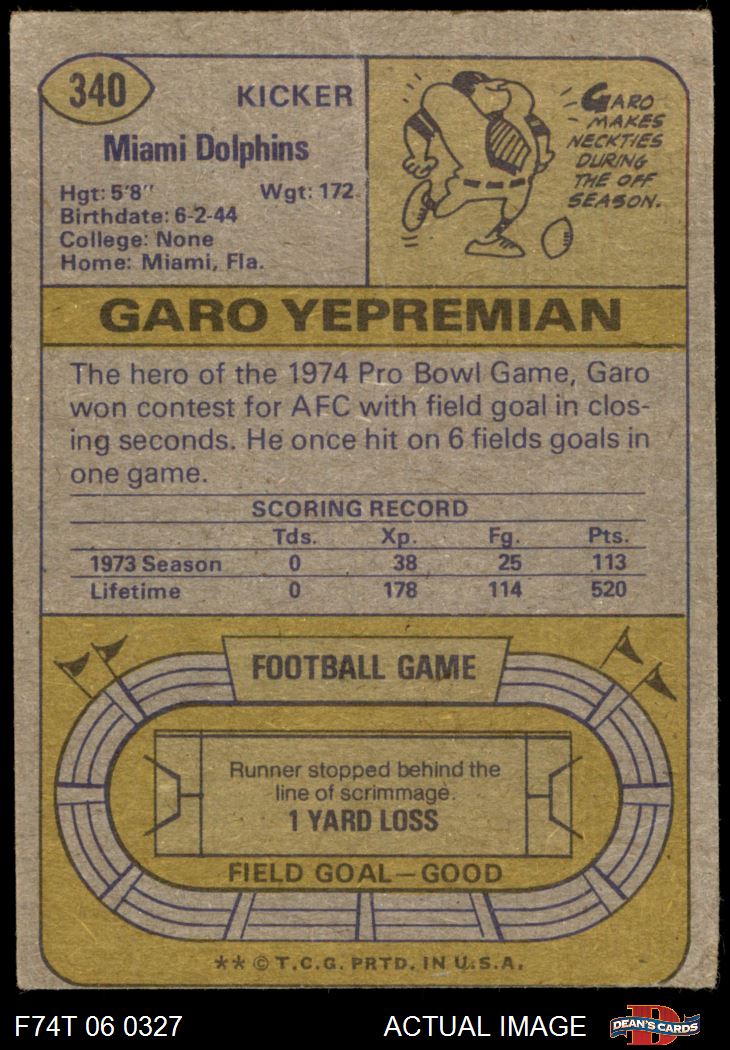 340
KICKER
Miami Dolphins
Hgt: 5'8" Wgt: 172
Birthdate: 6-2-44
College: None
Home: Miami, Fla.
GARO
MAKES
NECKTIES
DURING
THE OFF
SEASON.
GARO YEPREMIAN
The hero of the 1974 Pro Bowl Game, Garo
won contest for AFC with field goal in clos-
ing seconds. He once hit on 6 fields goals in
one game.
SCORING RECORD
Tds. Xp. Fg. Pts.
1973 Season 0 38 25 113
Lifetime 0 178 114 520
FOOTBALL GAME
Runner stopped behind the
line of scrimmage.
1 YARD LOSS
FIELD GOAL—GOOD
** © T.C.G. PRTD. IN U.S.A.
F74T 06 0327 ACTUAL IMAGE
D
DEAN'S CARDS